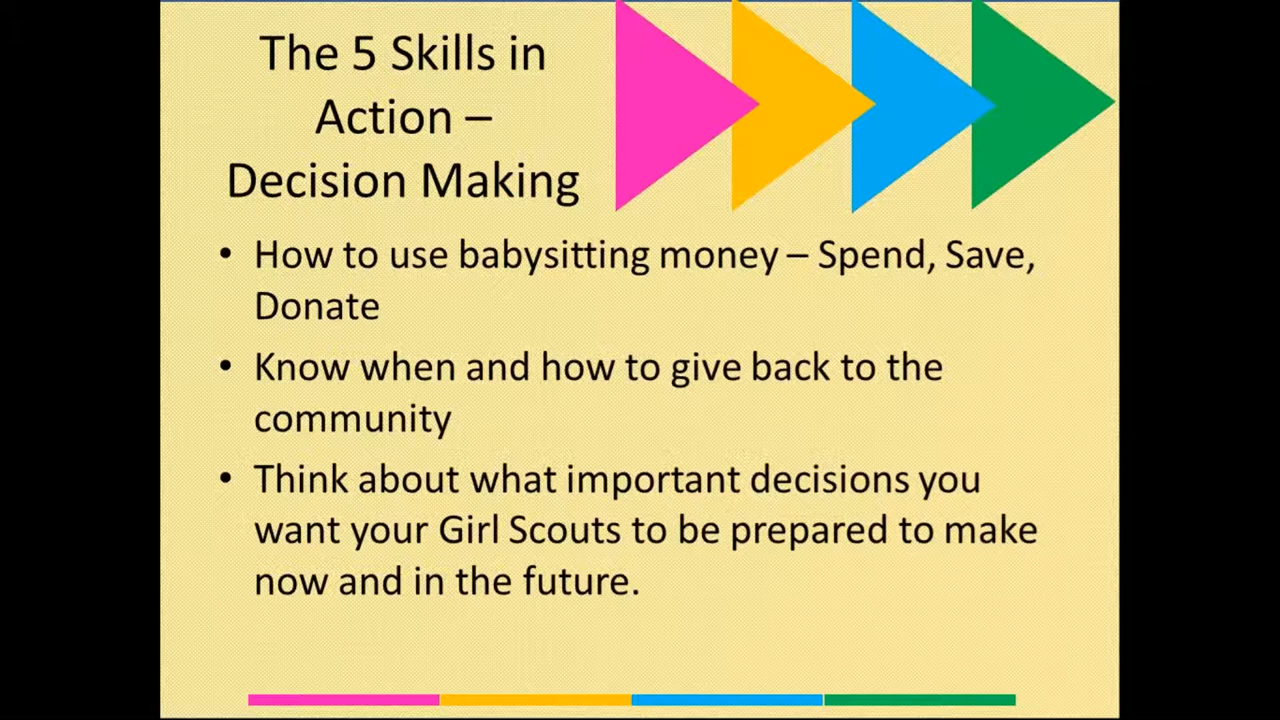 The 5 Skills in
Action –
Decision Making
• How to use babysitting money – Spend, Save,
Donate
• Know when and how to give back to the
community
• Think about what important decisions you
want your Girl Scouts to be prepared to make
now and in the future.